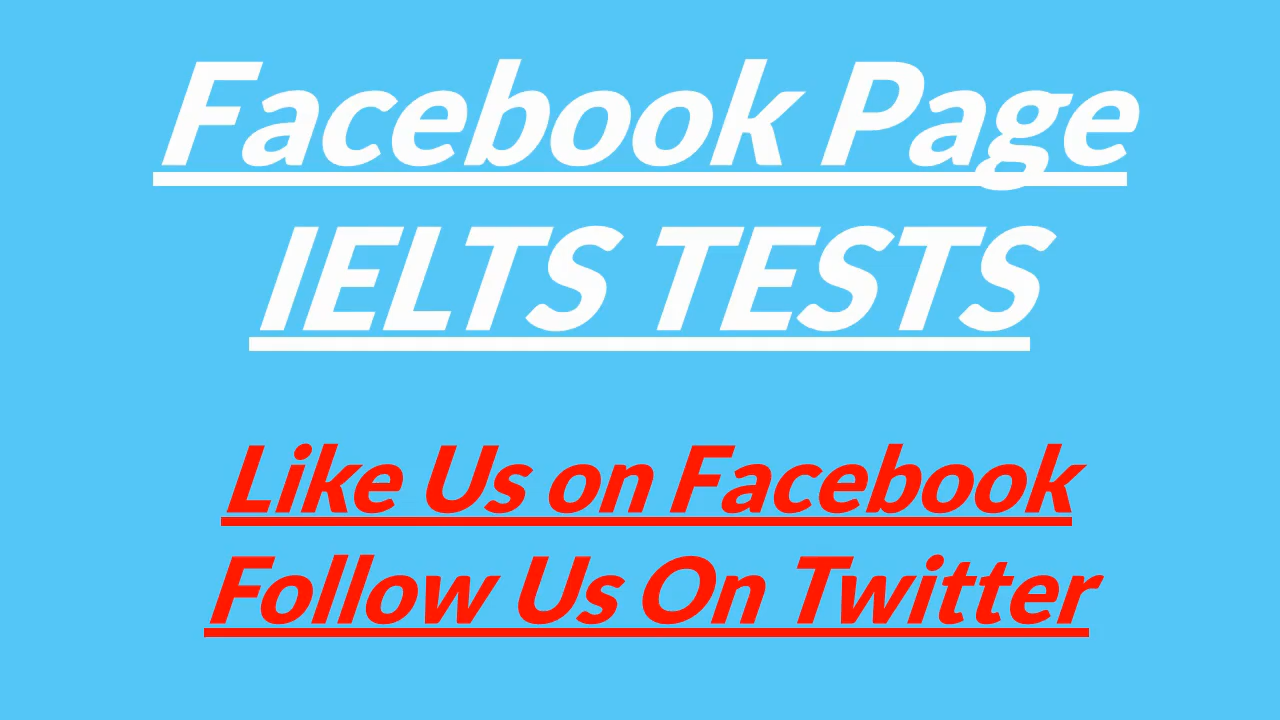 Facebook Page
IELTS TESTS
Like Us on Facebook
Follow Us On Twitter